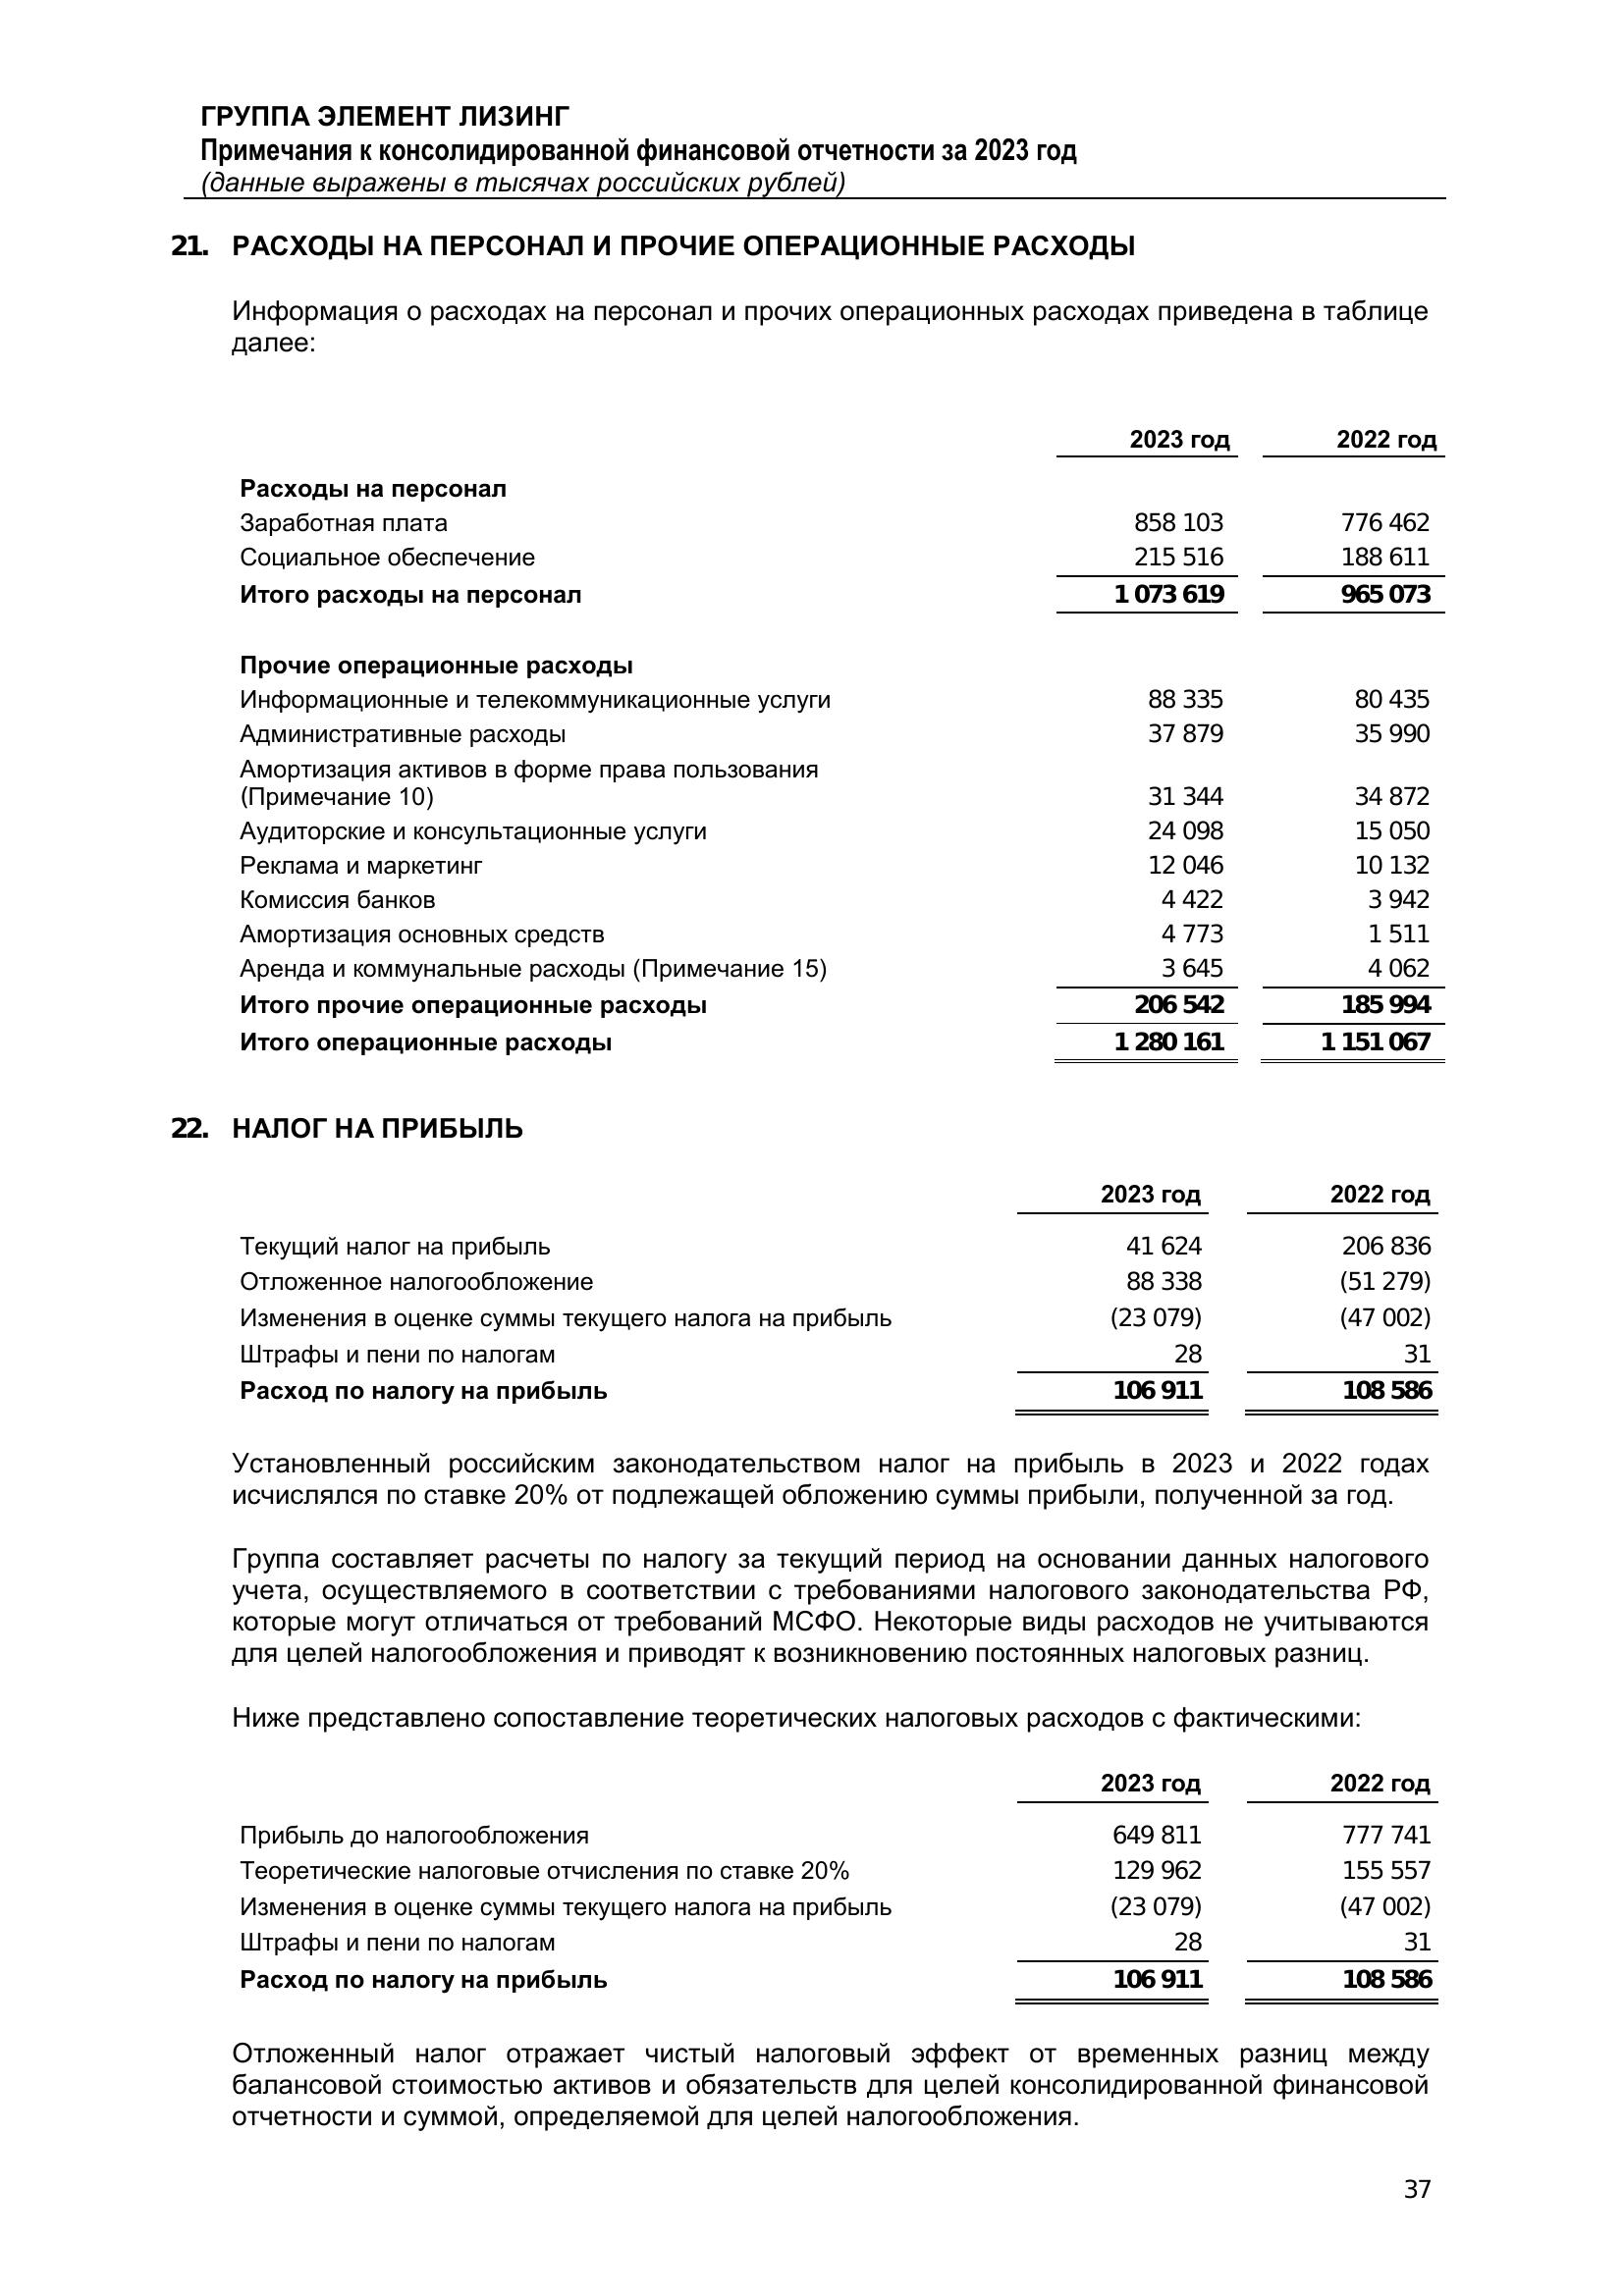 ГРУППА ЭЛЕМЕНТ ЛИЗИНГ
Примечания к консолидированной финансовой отчетности за 2023 год
(данные выражены в тысячах российских рублей)
21. РАСХОДЫ НА ПЕРСОНАЛ И ПРОЧИЕ ОПЕРАЦИОННЫЕ РАСХОДЫ
Информация о расходах на персонал и прочих операционных расходах приведена в таблице
далее:
2023 год 2022 год
Расходы на персонал
Заработная плата 858 103 776 462
Социальное обеспечение 215 516 188 611
Итого расходы на персонал 1 073 619 965 073
Прочие операционные расходы
Информационные и телекоммуникационные услуги 88 335 80 435
Административные расходы 37 879 35 990
Амортизация активов в форме права пользования
(Примечание 10) 31 344 34 872
Аудиторские и консультационные услуги 24 098 15 050
Реклама и маркетинг 12 046 10 132
Комиссия банков 4 422 3 942
Амортизация основных средств 4 773 1 511
Аренда и коммунальные расходы (Примечание 15) 3 645 4 062
Итого прочие операционные расходы 206 542 185 994
Итого операционные расходы 1 280 161 1 151 067
22. НАЛОГ НА ПРИБЫЛЬ
2023 год 2022 год
Текущий налог на прибыль 41 624 206 836
Отложенное налогообложение 88 338 (51 279)
Изменения в оценке суммы текущего налога на прибыль (23 079) (47 002)
Штрафы и пени по налогам 28 31
Расход по налогу на прибыль 106 911 108 586
Установленный российским законодательством налог на прибыль в 2023 и 2022 годах
исчислялся по ставке 20% от подлежащей обложению суммы прибыли, полученной за год.
Группа составляет расчеты по налогу за текущий период на основании данных налогового
учета, осуществляемого в соответствии с требованиями налогового законодательства РФ,
которые могут отличаться от требований МСФО. Некоторые виды расходов не учитываются
для целей налогообложения и приводят к возникновению постоянных налоговых разниц.
Ниже представлено сопоставление теоретических налоговых расходов с фактическими:
2023 год 2022 год
Прибыль до налогообложения 649 811 777 741
Теоретические налоговые отчисления по ставке 20% 129 962 155 557
Изменения в оценке суммы текущего налога на прибыль (23 079) (47 002)
Штрафы и пени по налогам 28 31
Расход по налогу на прибыль 106 911 108 586
Отложенный налог отражает чистый налоговый эффект от временных разниц между
балансовой стоимостью активов и обязательств для целей консолидированной финансовой
отчетности и суммой, определяемой для целей налогообложения.
37